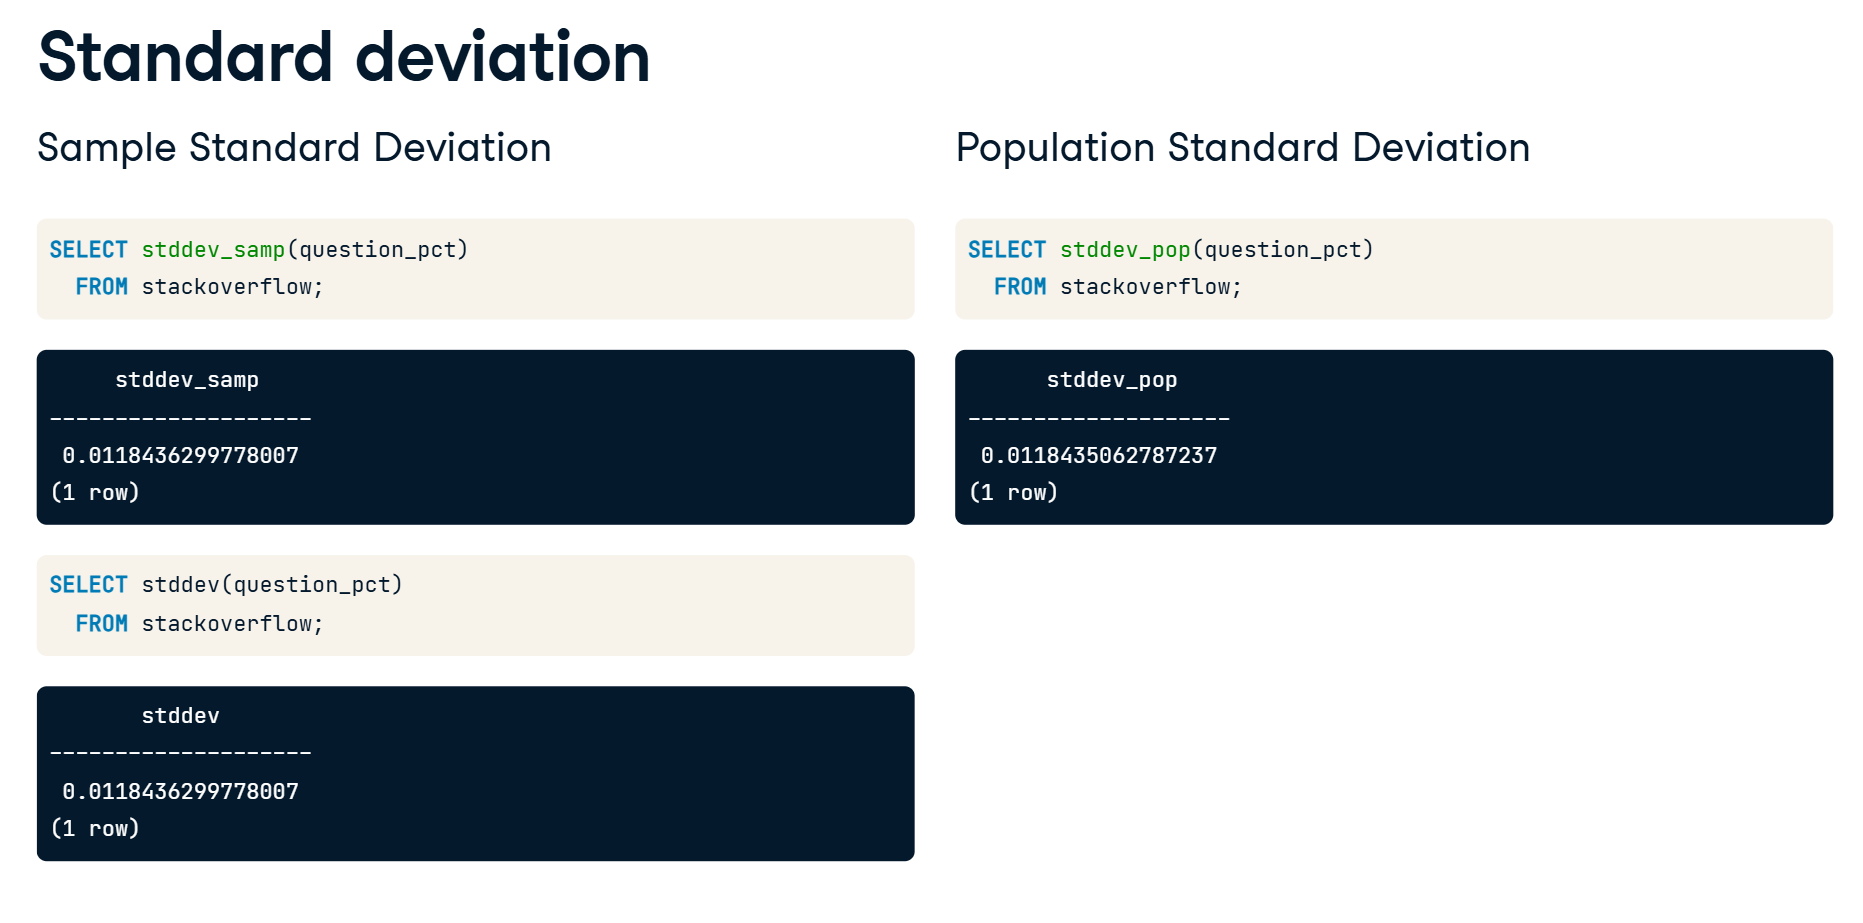 Standard deviation
Sample Standard Deviation
SELECT stddev_samp(question_pct)
  FROM stackoverflow;
     stddev_samp
--------------------
 0.0118436299778007
(1 row)
SELECT stddev(question_pct)
  FROM stackoverflow;
       stddev
--------------------
 0.0118436299778007
(1 row)
Population Standard Deviation
SELECT stddev_pop(question_pct)
  FROM stackoverflow;
      stddev_pop
--------------------
 0.0118435062787237
(1 row)